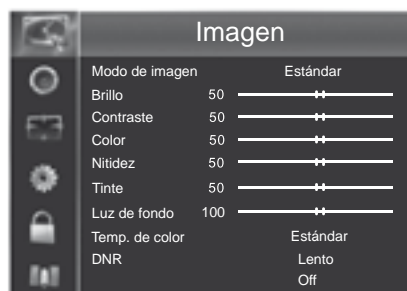 Imagen
Modo de imagen Estándar
Brillo 50
Contraste 50
Color 50
Nitidez 50
Tinte 50
Luz de fondo 100
Temp. de color Estándar
DNR Lento
Off